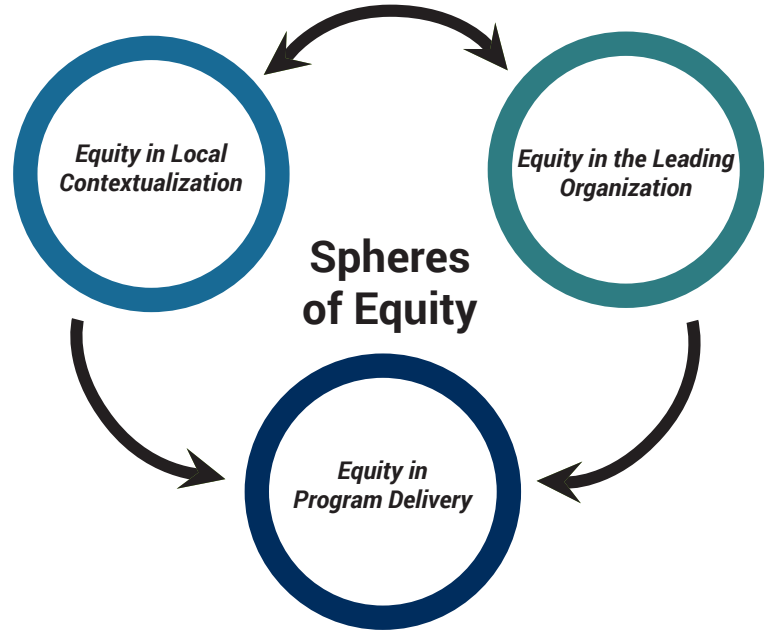 Equity in Local
Contextualization
Equity in the Leading
Organization
Spheres
of Equity
Equity in
Program Delivery